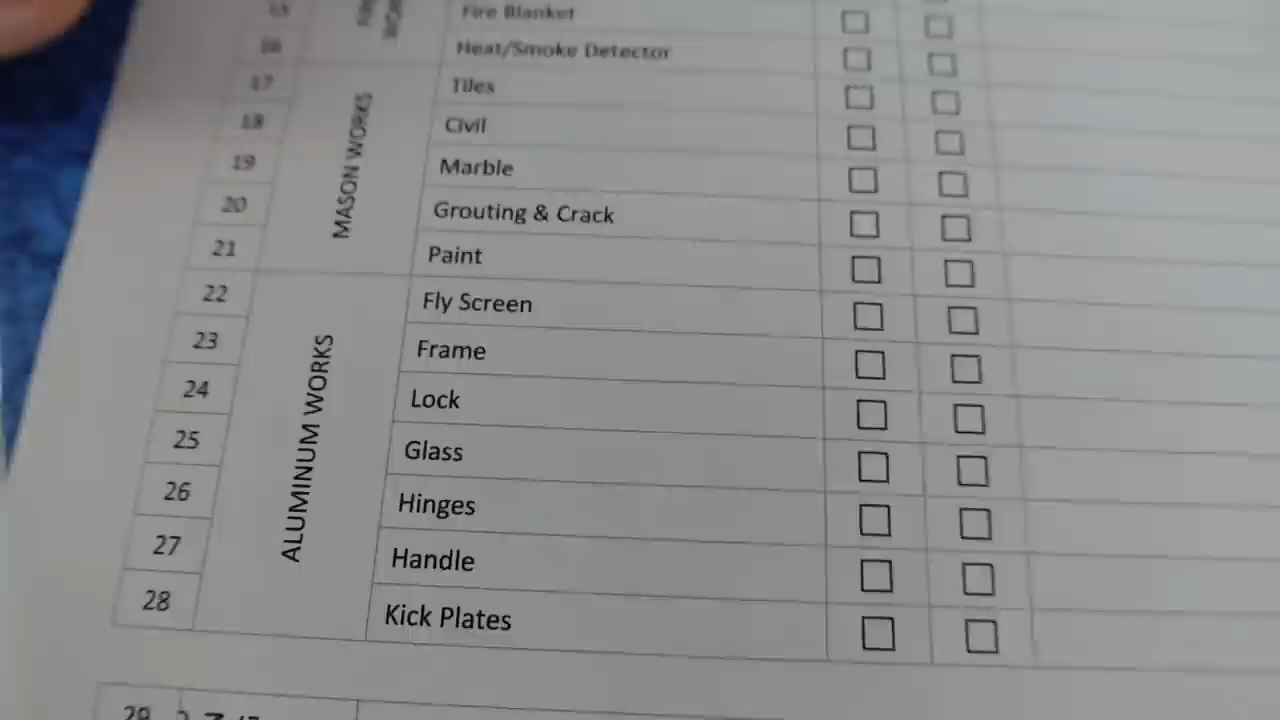 15 Fire Blanket
16 Heat/Smoke Detector
MASON WORKS
17 Tiles
18 Civil
19 Marble
20 Grouting & Crack
21 Paint
ALUMINUM WORKS
22 Fly Screen
23 Frame
24 Lock
25 Glass
26 Hinges
27 Handle
28 Kick Plates
29